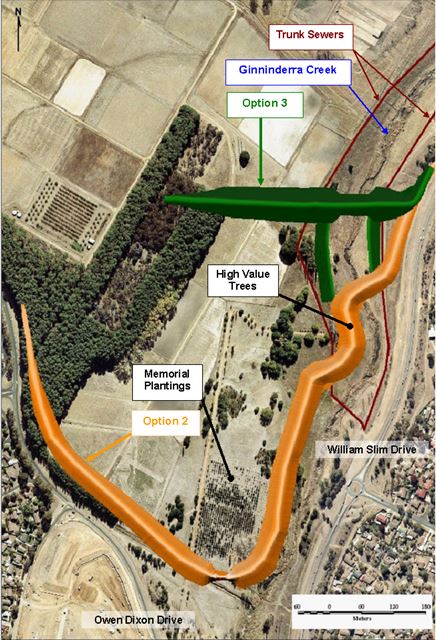 N
Trunk Sewers
Ginninderra Creek
Option 3
High Value
Trees
Memorial
Plantings
Option 2
William Slim Drive
Owen Dixon Drive
60 0 60 120 180
Meters